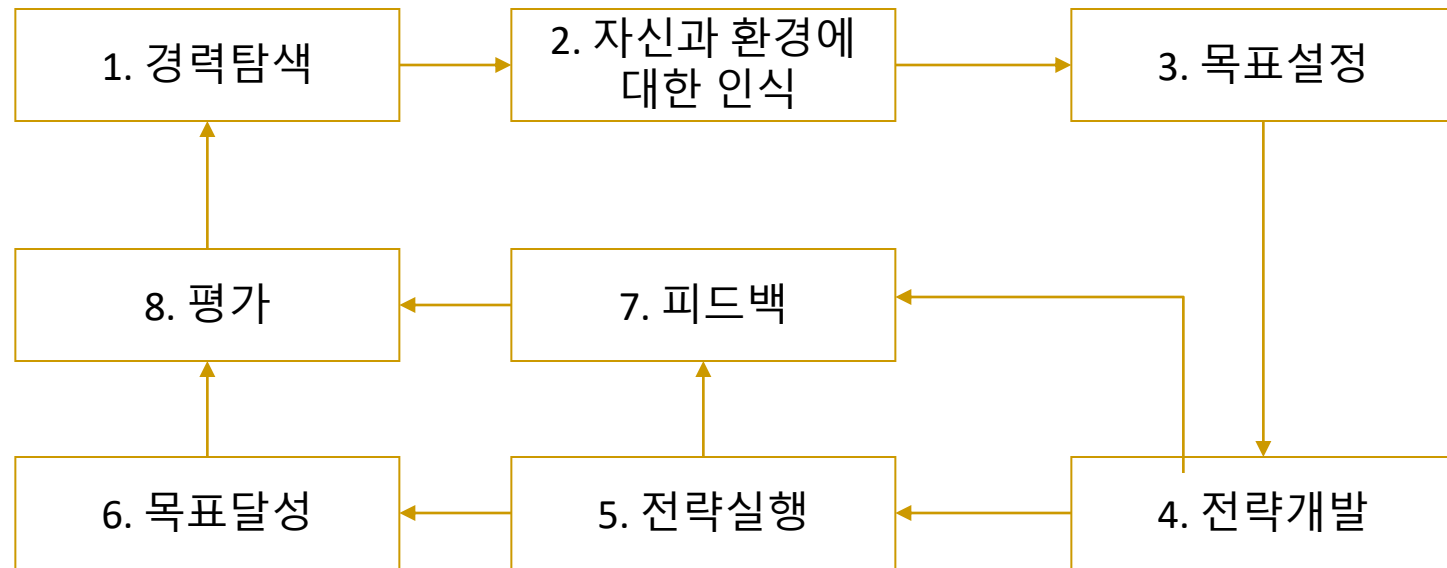 1. 경력탐색
2. 자신과 환경에
대한 인식
3. 목표설정
8. 평가
7. 피드백
6. 목표달성
5. 전략실행
4. 전략개발